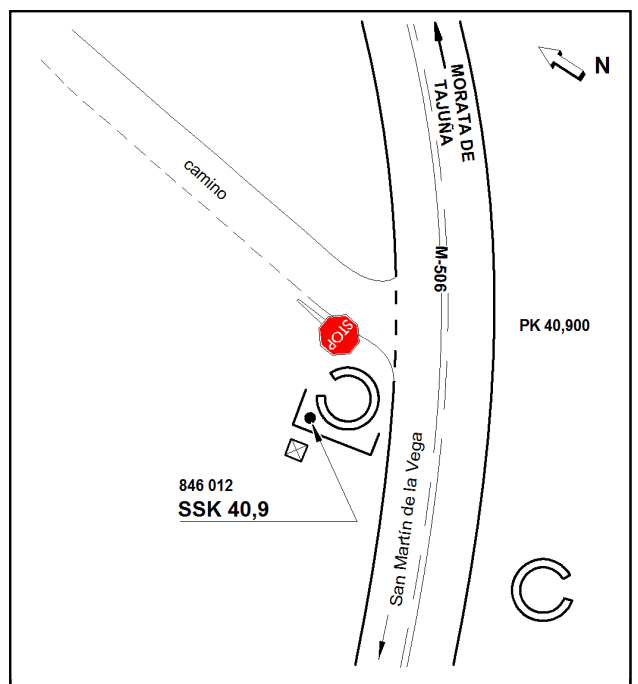 N
MORATA DE
TAJUÑA
camino
M-506
STOP
PK 40,900
San Martín de la Vega
846 012
SSK 40,9